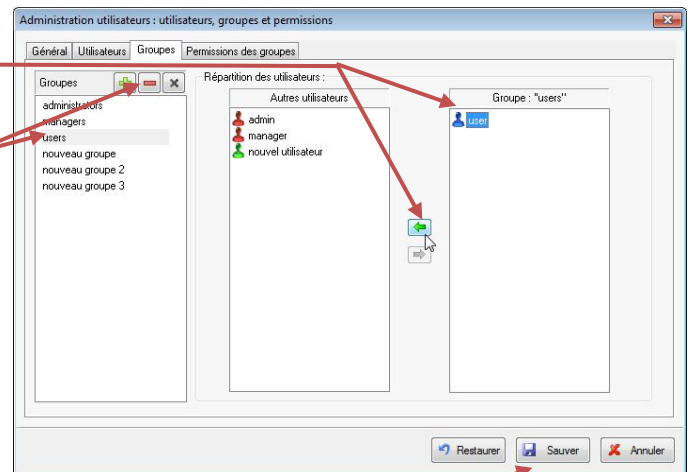 Administration utilisateurs : utilisateurs, groupes et permissions
Général Utilisateurs Groupes Permissions des groupes
Groupes
administrators
managers
users
nouveau groupe
nouveau groupe 2
nouveau groupe 3
Répartition des utilisateurs :
Autres utilisateurs
admin
manager
nouvel utilisateur
Groupe : "users"
user
Restaurer Sauver Annuler